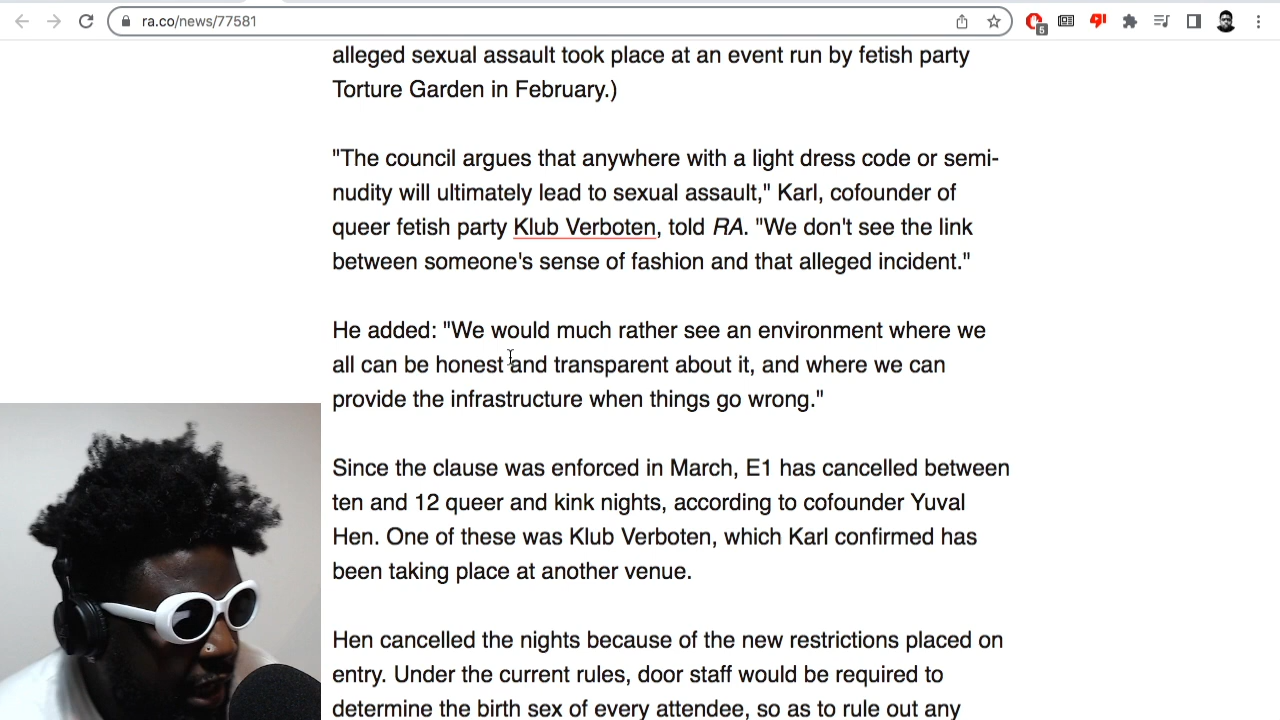 ra.co/news/77581
5
alleged sexual assault took place at an event run by fetish party
Torture Garden in February.)
"The council argues that anywhere with a light dress code or semi-
nudity will ultimately lead to sexual assault," Karl, cofounder of
queer fetish party Klub Verboten, told RA. "We don't see the link
between someone's sense of fashion and that alleged incident."
He added: "We would much rather see an environment where we
all can be honest and transparent about it, and where we can
provide the infrastructure when things go wrong."
Since the clause was enforced in March, E1 has cancelled between
ten and 12 queer and kink nights, according to cofounder Yuval
Hen. One of these was Klub Verboten, which Karl confirmed has
been taking place at another venue.
Hen cancelled the nights because of the new restrictions placed on
entry. Under the current rules, door staff would be required to
determine the birth sex of every attendee, so as to rule out any